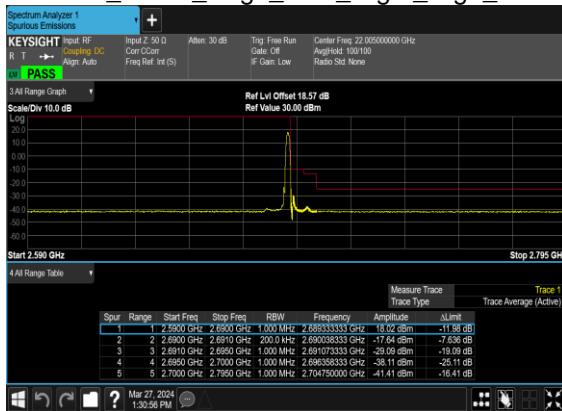 Spectrum Analyzer 1
Spurious Emissions
KEYSIGHT Input: RF Input Z: 50 Ω Atten: 30 dB Trig: Free Run Center Freq: 22.005000000 GHz
R T Coupling: DC Corr CCorr Gate: Off Avg|Hold: 100/100
Align: Auto Freq Ref: Int (S) IF Gain: Low Radio Std: None
PASS
3 All Range Graph
Ref Lvl Offset 18.57 dB
Scale/Div 10.0 dB Ref Value 30.00 dBm
Log
20.0
10.0
0.00
-10.0
-20.0
-30.0
-40.0
-50.0
-60.0
Start 2.590 GHz Stop 2.795 GH
4 All Range Table
Measure Trace Trace 1
Trace Type Trace Average (Active)
Spur Range Start Freq Stop Freq RBW Frequency Amplitude ΔLimit
1 1 2.5900 GHz 2.6900 GHz 1.000 MHz 2.689333333 GHz 18.02 dBm -11.98 dB
2 2 2.6900 GHz 2.6910 GHz 200.0 kHz 2.690038333 GHz -17.64 dBm -7.636 dB
3 3 2.6910 GHz 2.6950 GHz 1.000 MHz 2.691073333 GHz -29.09 dBm -19.09 dB
4 4 2.6950 GHz 2.7000 GHz 1.000 MHz 2.696358333 GHz -38.11 dBm -25.11 dB
5 5 2.7000 GHz 2.7950 GHz 1.000 MHz 2.704750000 GHz -41.41 dBm -16.41 dB
Mar 27, 2024
1:30:56 PM